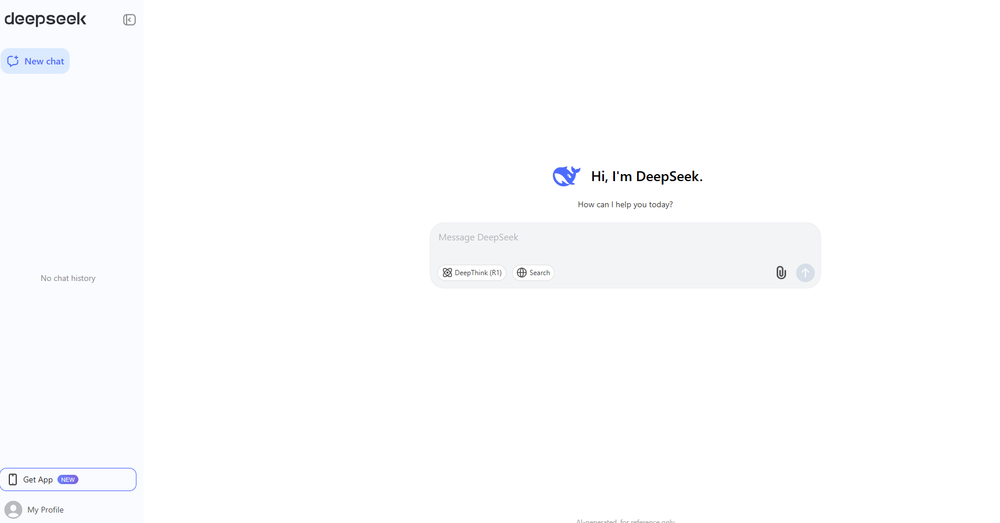 deepseek
New chat
No chat history
Get App NEW
My Profile
Hi, I'm DeepSeek.
How can I help you today?
Message DeepSeek
DeepThink (R1) Search
AI-generated, for reference only